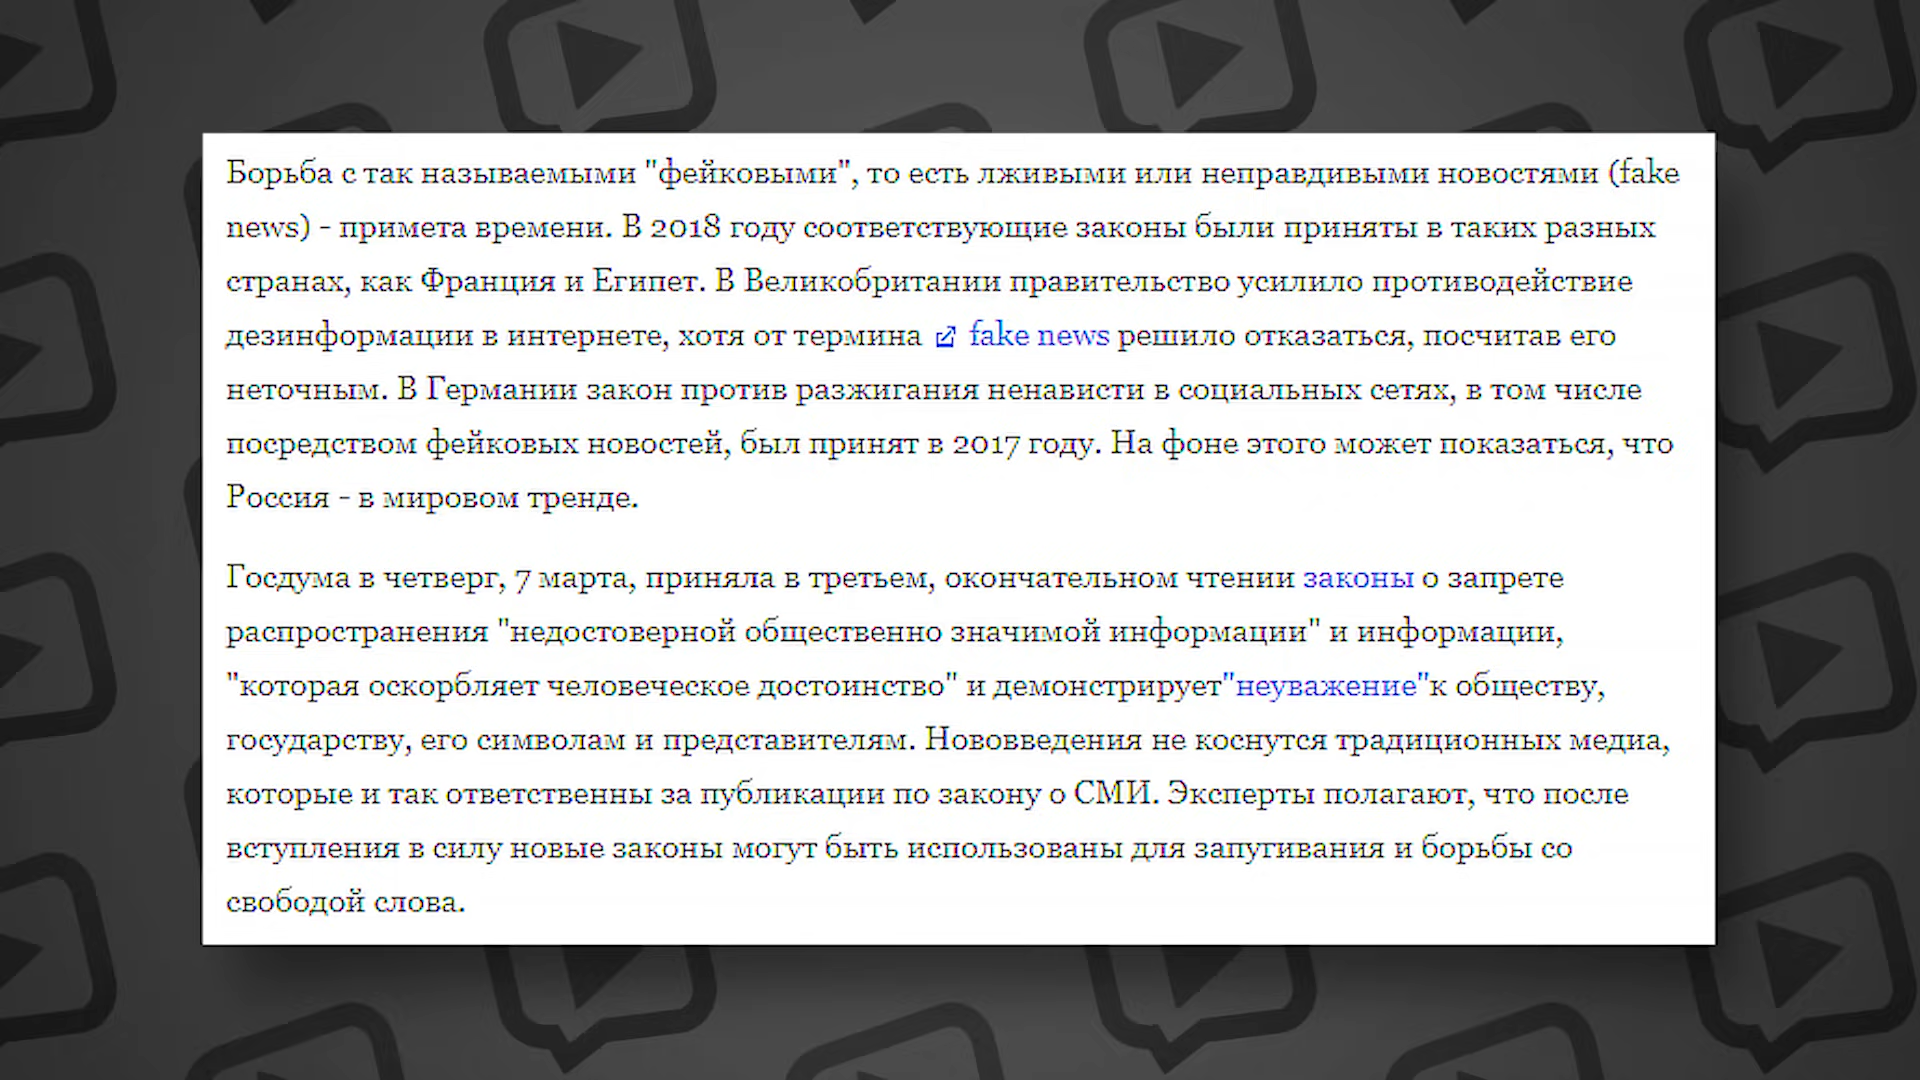 Борьба с так называемыми "фейковыми", то есть лживыми или неправдивыми новостями (fake
news) - примета времени. В 2018 году соответствующие законы были приняты в таких разных
странах, как Франция и Египет. В Великобритании правительство усилило противодействие
дезинформации в интернете, хотя от термина fake news решило отказаться, посчитав его
неточным. В Германии закон против разжигания ненависти в социальных сетях, в том числе
посредством фейковых новостей, был принят в 2017 году. На фоне этого может показаться, что
Россия - в мировом тренде.
Госдума в четверг, 7 марта, приняла в третьем, окончательном чтении законы о запрете
распространения "недостоверной общественно значимой информации" и информации,
"которая оскорбляет человеческое достоинство" и демонстрирует"неуважение"к обществу,
государству, его символам и представителям. Нововведения не коснутся традиционных медиа,
которые и так ответственны за публикации по закону о СМИ. Эксперты полагают, что после
вступления в силу новые законы могут быть использованы для запугивания и борьбы со
свободой слова.